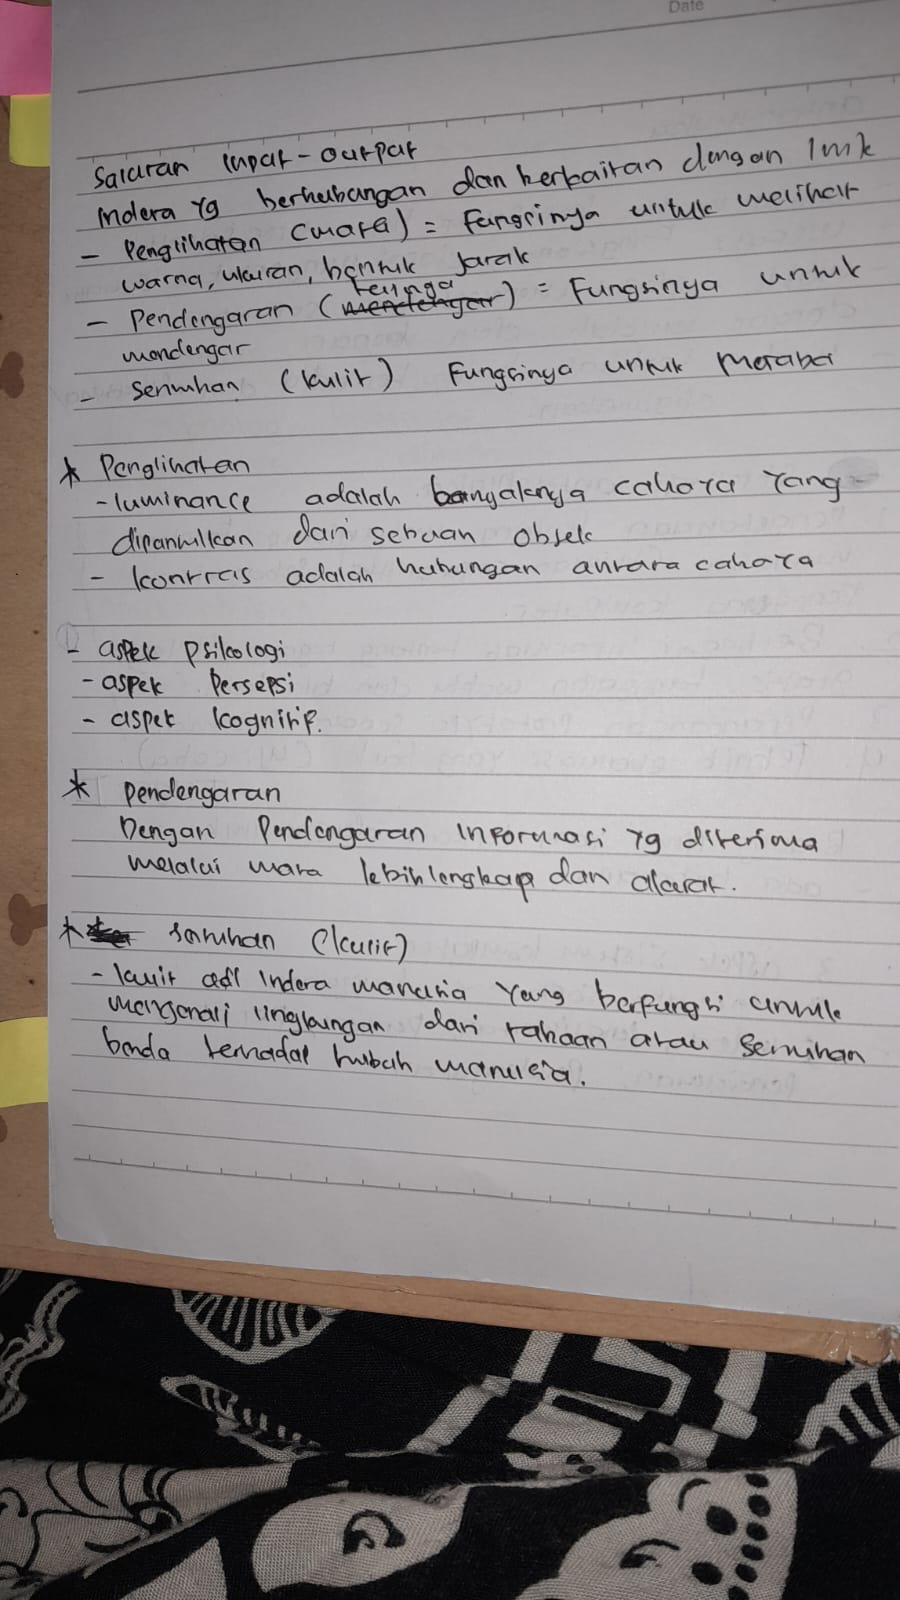 Date
Saluran Input - Output
Indera yg berhubungan dan berkaitan dengan Imk
- Penglihatan (mata) = Fungsinya untuk melihat
warna, ukuran, bentuk jarak
telinga
- Pendengaran (mendengar) = Fungsinya untuk
mendengar
- Sentuhan (kulit) Fungsinya untuk Meraba
* Penglihatan
- luminance adalah banyaknya cahaya yang
dipantulkan dari sebuah objek
- kontras adalah hubungan antara cahaya
- aspek psikologi
- aspek Persepsi
- aspek kognitif.
* Pendengaran
Dengan Pendengaran informasi yg diterima
melalui mata lebih lengkap dan akurat.
* Sentuhan (kulit)
- kulit adl Indera manusia yang berfungsi untuk
mengenali lingkungan dari rabaan atau sentuhan
benda terhadap tubuh manusia.